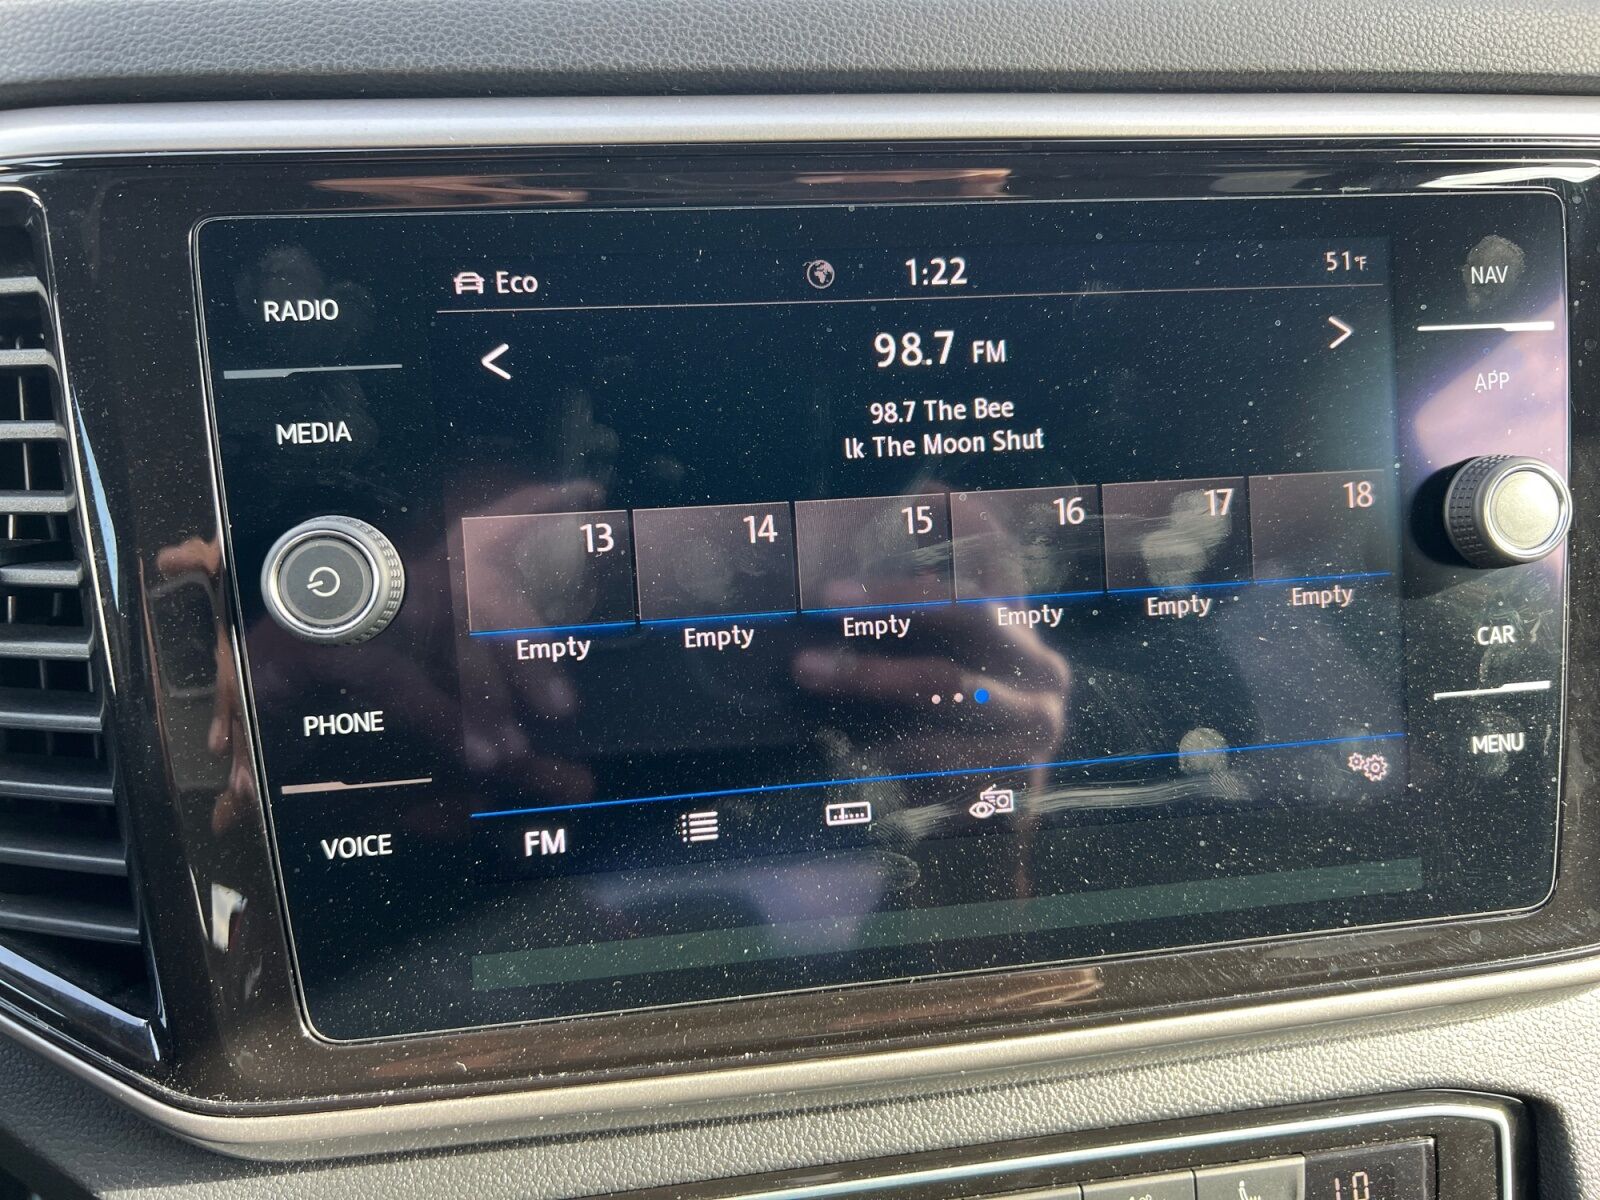 RADIO
MEDIA
PHONE
VOICE
Eco
1:22
51°F
98.7 FM
98.7 The Bee
lk The Moon Shut
13
14
15
16
17
18
Empty
Empty
Empty
Empty
Empty
Empty
FM
NAV
APP
CAR
MENU